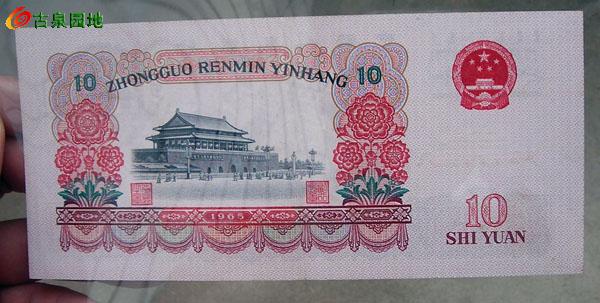 古泉园地
10 ZHONGGUO RENMIN YINHANG 10
1965
10
SHI YUAN